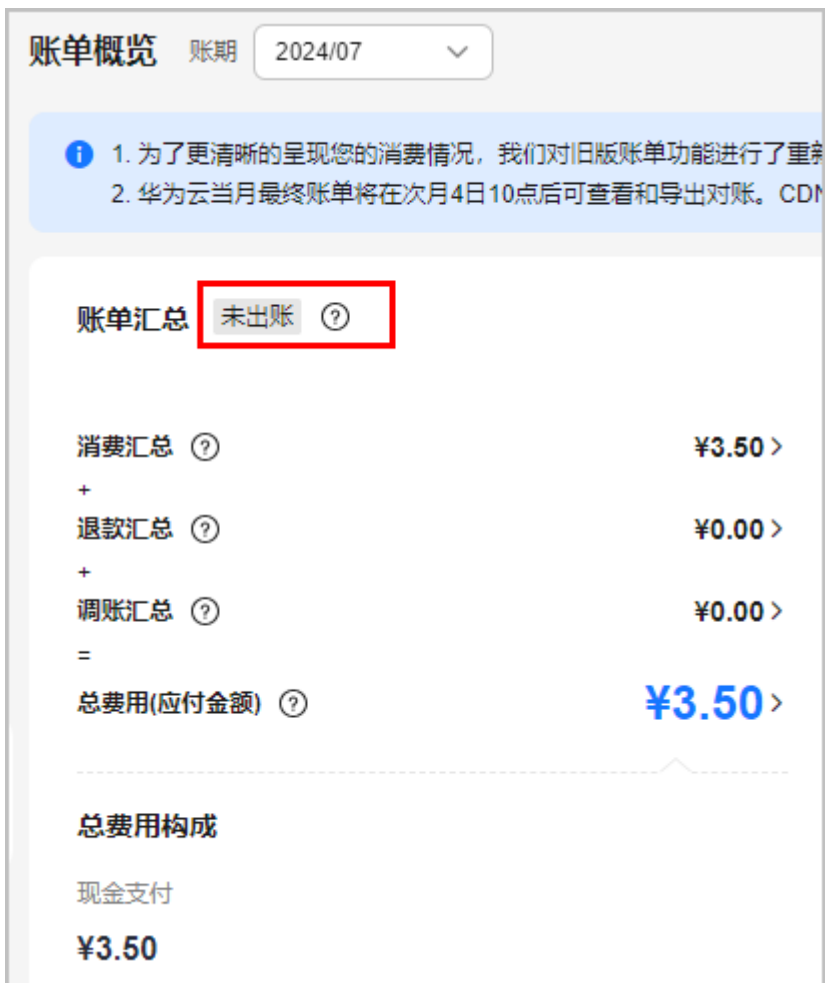 账单概览 账期 2024/07
1. 为了更清晰的呈现您的消费情况，我们对旧版账单功能进行了重新
2. 华为云当月最终账单将在次月4日10点后可查看和导出对账。CDN
账单汇总 未出账
消费汇总 ¥3.50
+
退款汇总 ¥0.00
+
调账汇总 ¥0.00
=
总费用(应付金额) ¥3.50
总费用构成
现金支付
¥3.50